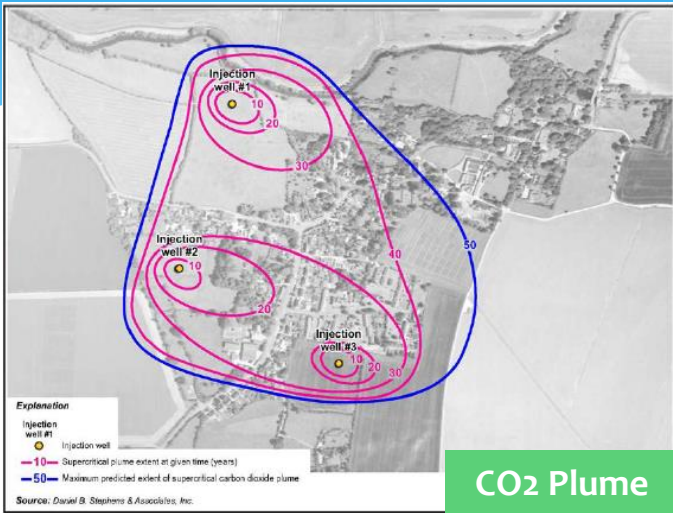 Injection
well #1
10
20
30
40
50
Injection
well #2
10
20
Injection
well #3
10
20
30
Explanation
Injection
well #1
Injection well
10 Supercritical plume extent at given time (years)
50 Maximum predicted extent of supercritical carbon dioxide plume
Source: Daniel B. Stephens & Associates, Inc.
CO2 Plume